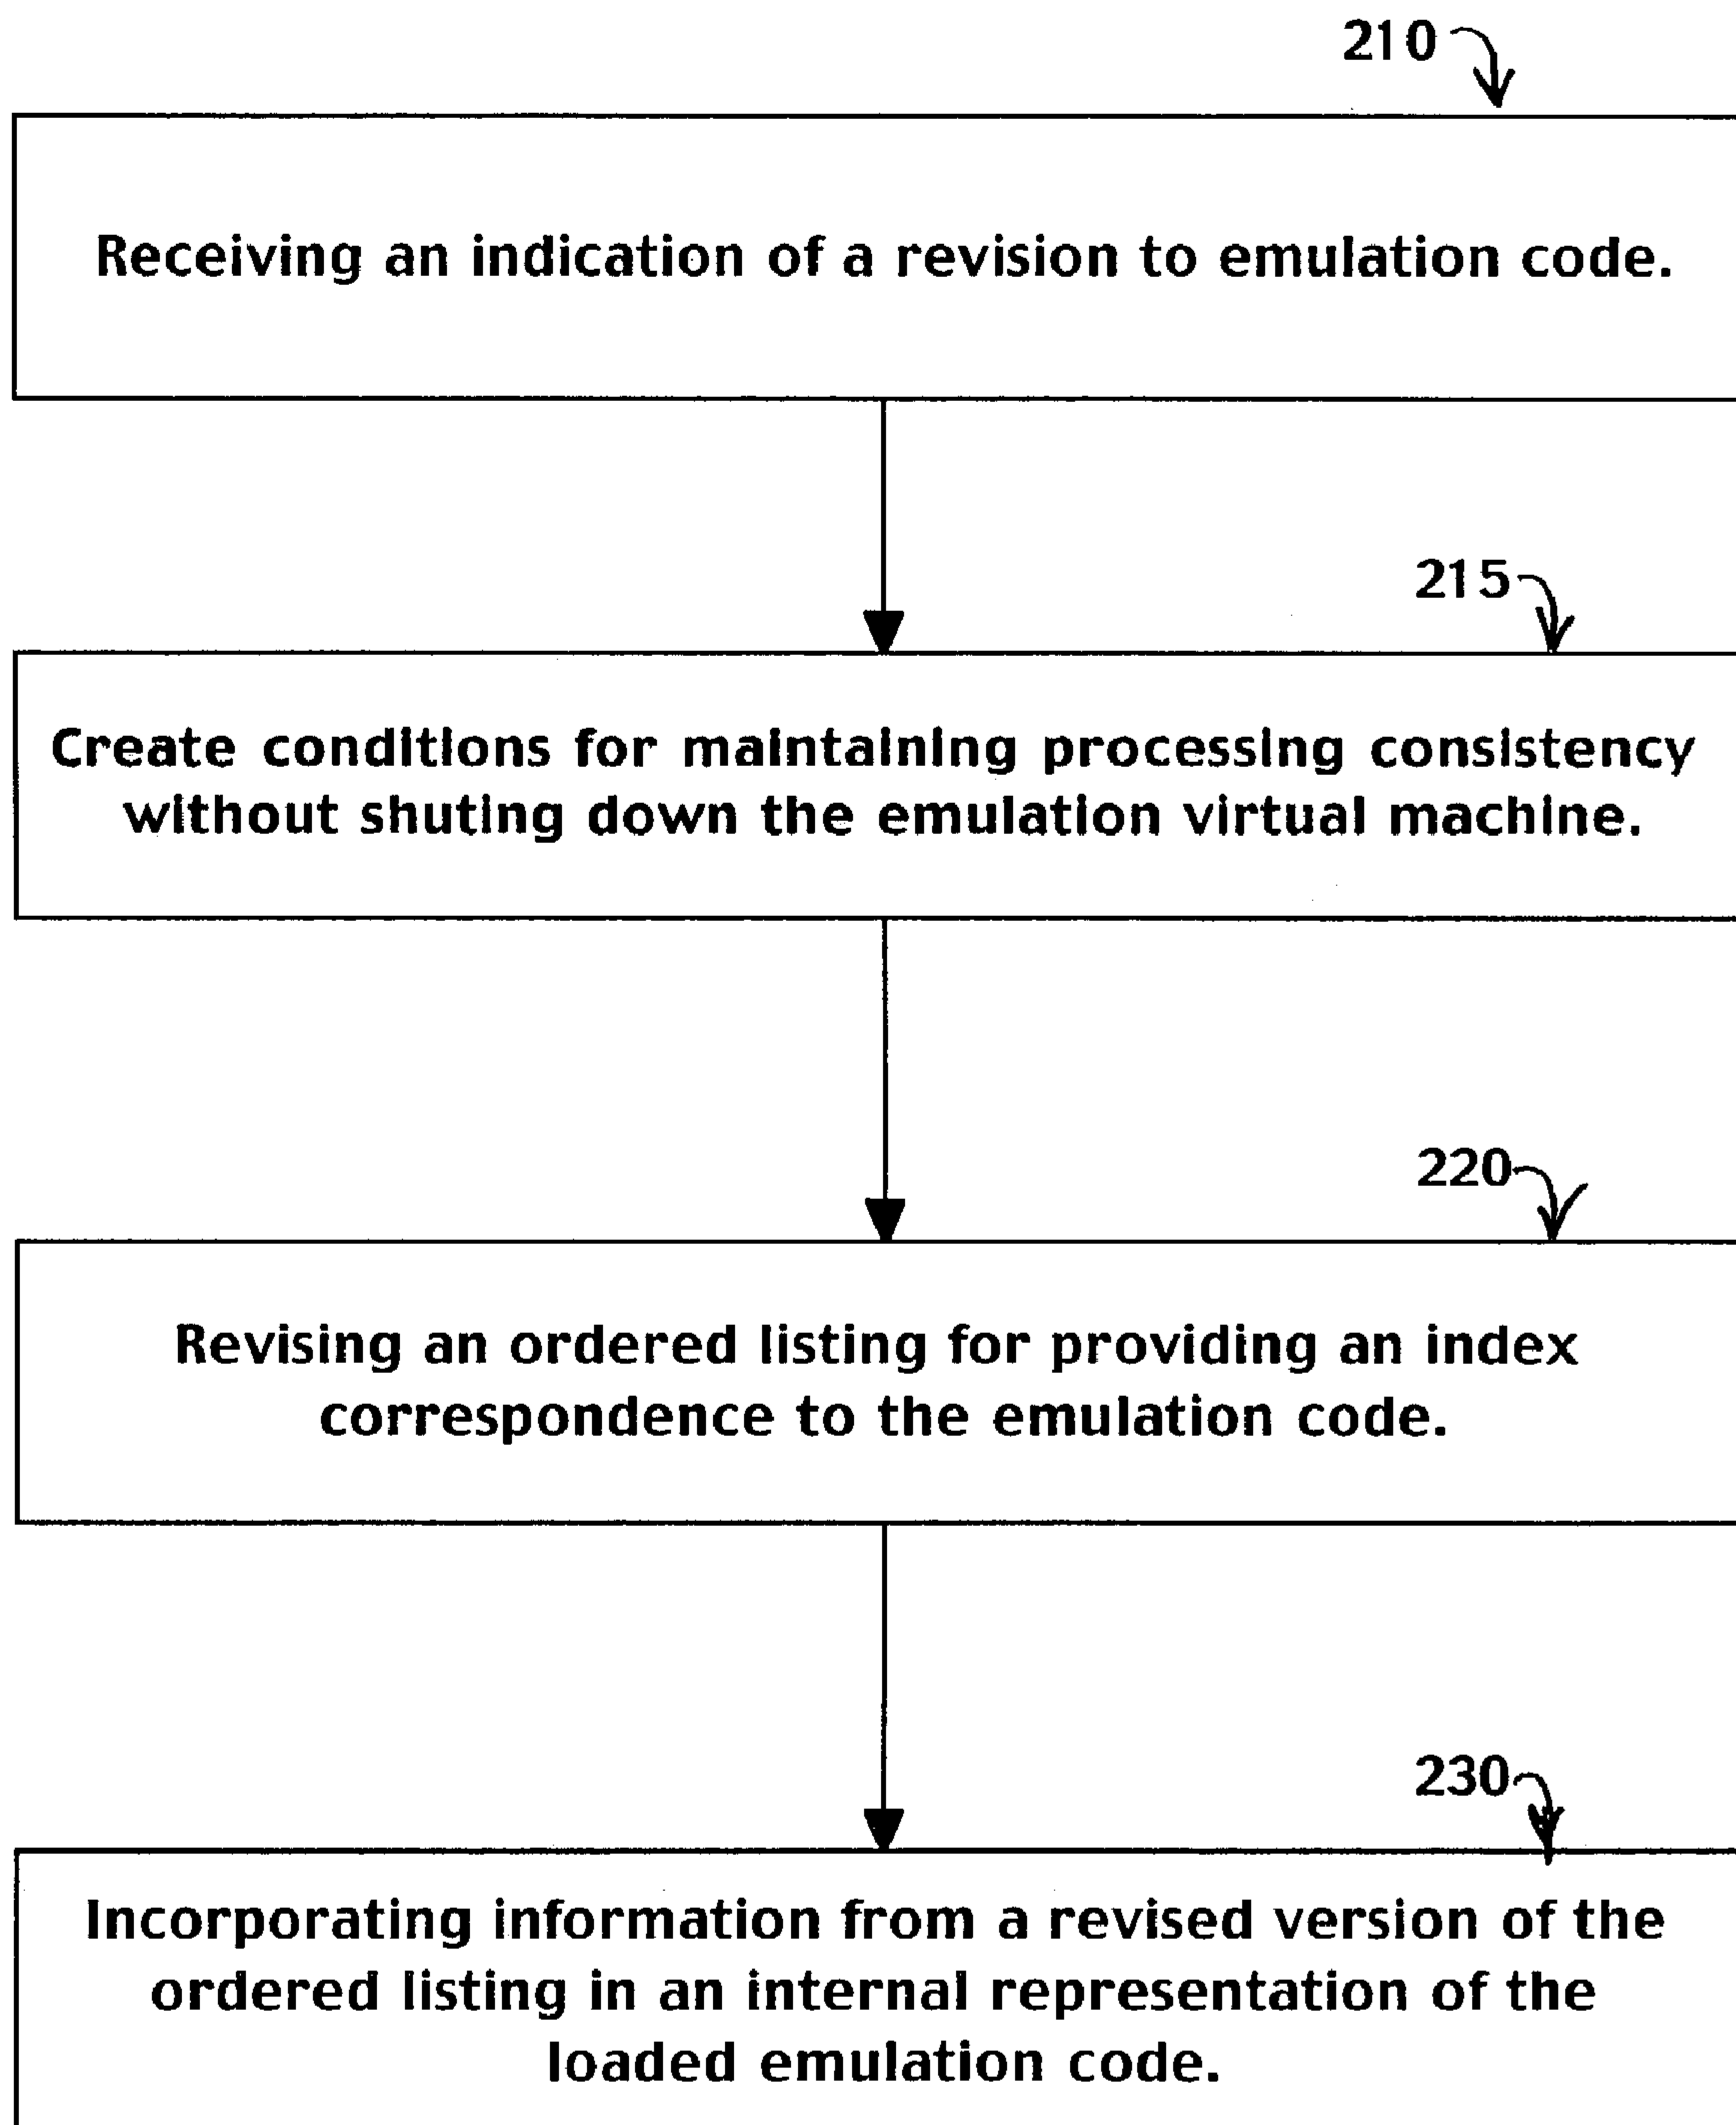 210
Receiving an indication of a revision to emulation code.
215
Create conditions for maintaining processing consistency
without shuting down the emulation virtual machine.
220
Revising an ordered listing for providing an index
correspondence to the emulation code.
230
Incorporating information from a revised version of the
ordered listing in an internal representation of the
loaded emulation code.